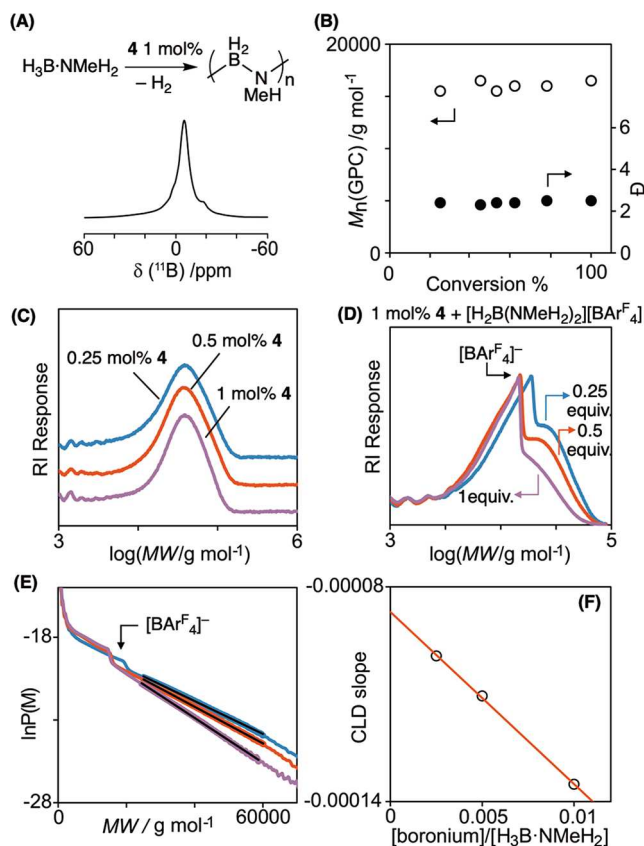 (A)
H₃B·NMeH₂
4 1 mol%
– H₂
H₂
B
N
MeH
n
60
0
-60
δ (¹¹B) /ppm
(B)
20000
0
Mn(GPC) /g mol⁻¹
6
4
2
0
Đ
0
50
100
Conversion %
(C)
0.5 mol% 4
0.25 mol% 4
1 mol% 4
RI Response
3
6
log(MW/g mol⁻¹)
1 mol% 4 + [H₂B(NMeH₂)₂][BArF₄]
(D)
[BArF₄]⁻
0.25
equiv.
0.5
equiv.
1equiv.
RI Response
3
5
log(MW/g mol⁻¹)
(E)
[BArF₄]⁻
-18
-28
lnP(M)
0
60000
MW / g mol⁻¹
-0.00008
(F)
CLD slope
-0.00014
0
0.005
0.01
[boronium]/[H₃B·NMeH₂]